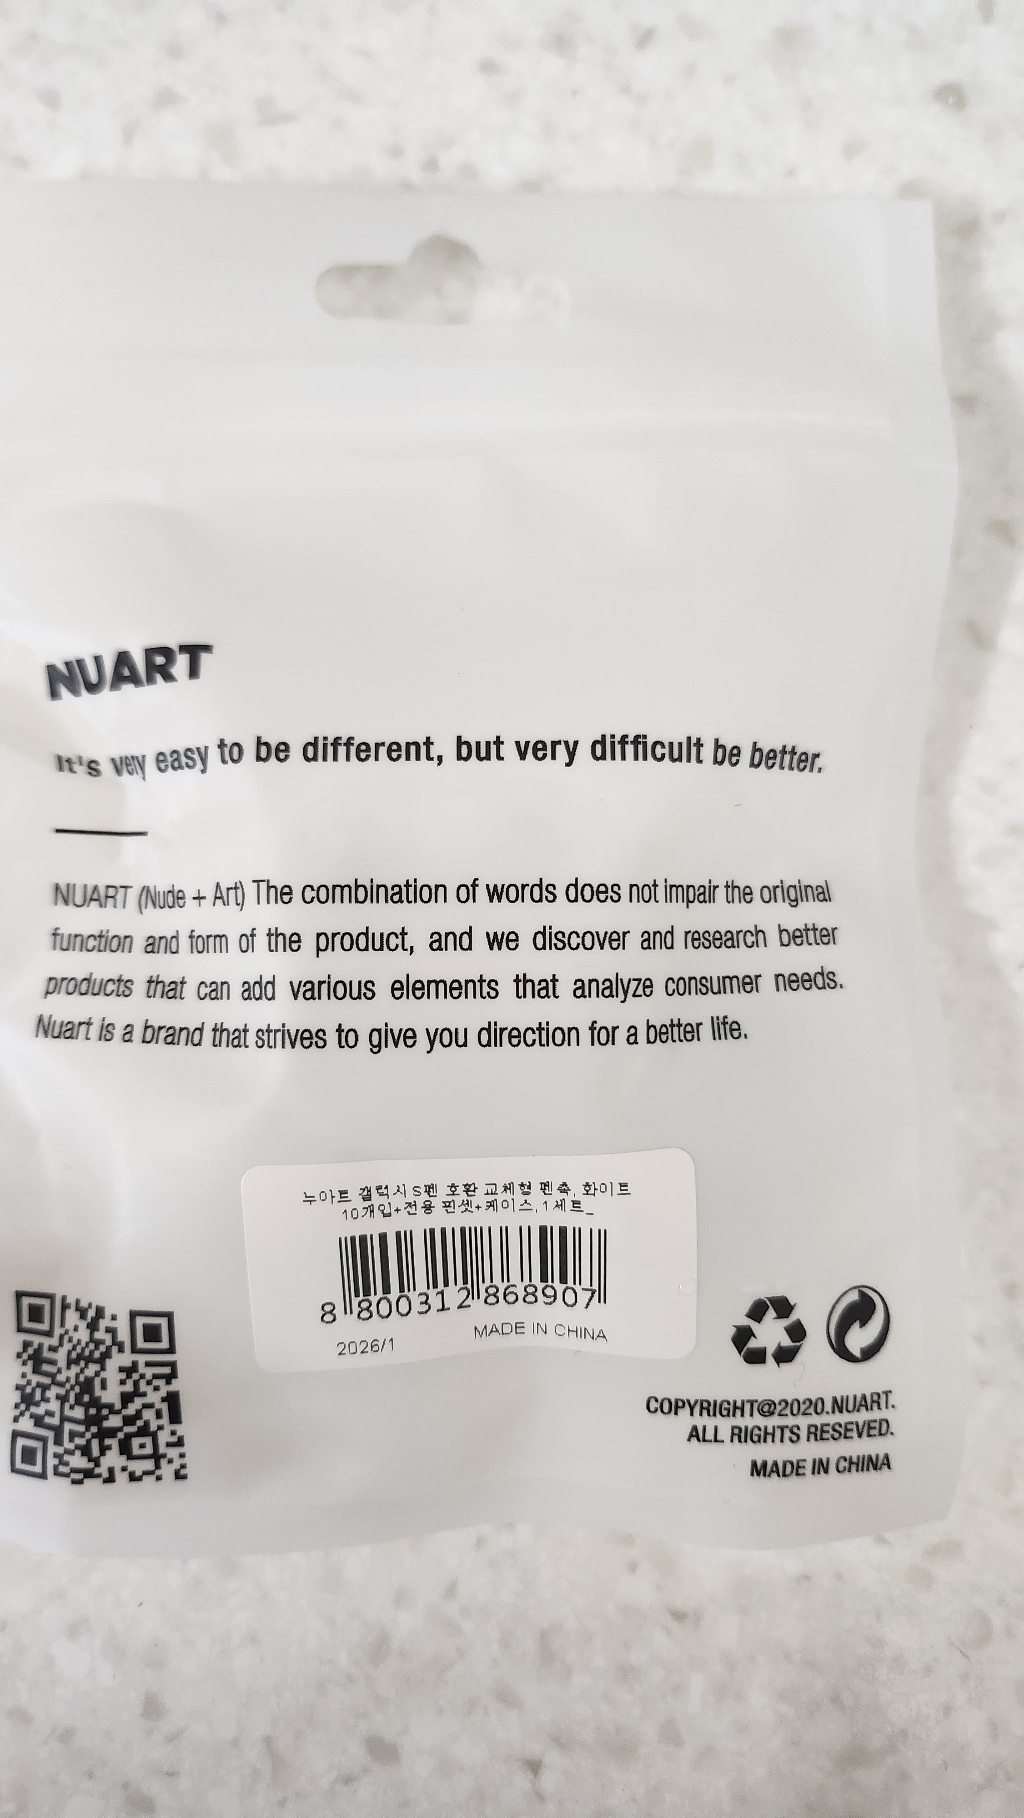 NUART
It's very easy to be different, but very difficult be better.
NUART (Nude + Art) The combination of words does not impair the original
function and form of the product, and we discover and research better
products that can add various elements that analyze consumer needs.
Nuart is a brand that strives to give you direction for a better life.
누아트 갤럭시 S펜 호환 교체형 펜촉, 화이트
10개입+전용 핀셋+케이스, 1세트_
8 800312 868907
2026/1 MADE IN CHINA
COPYRIGHT@2020.NUART.
ALL RIGHTS RESEVED.
MADE IN CHINA